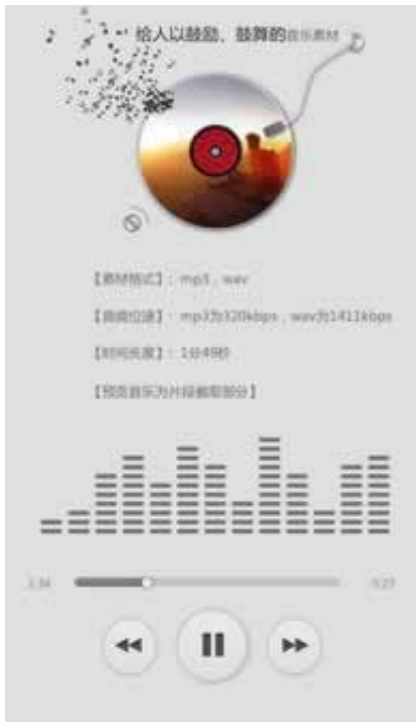 给人以鼓励、鼓舞的音乐素材
【素材格式】：mp3，wav
【音频位速】：mp3为320kbps，wav为1411kbps
【时间长度】：1分49秒
【预览音乐为片段截取部分】